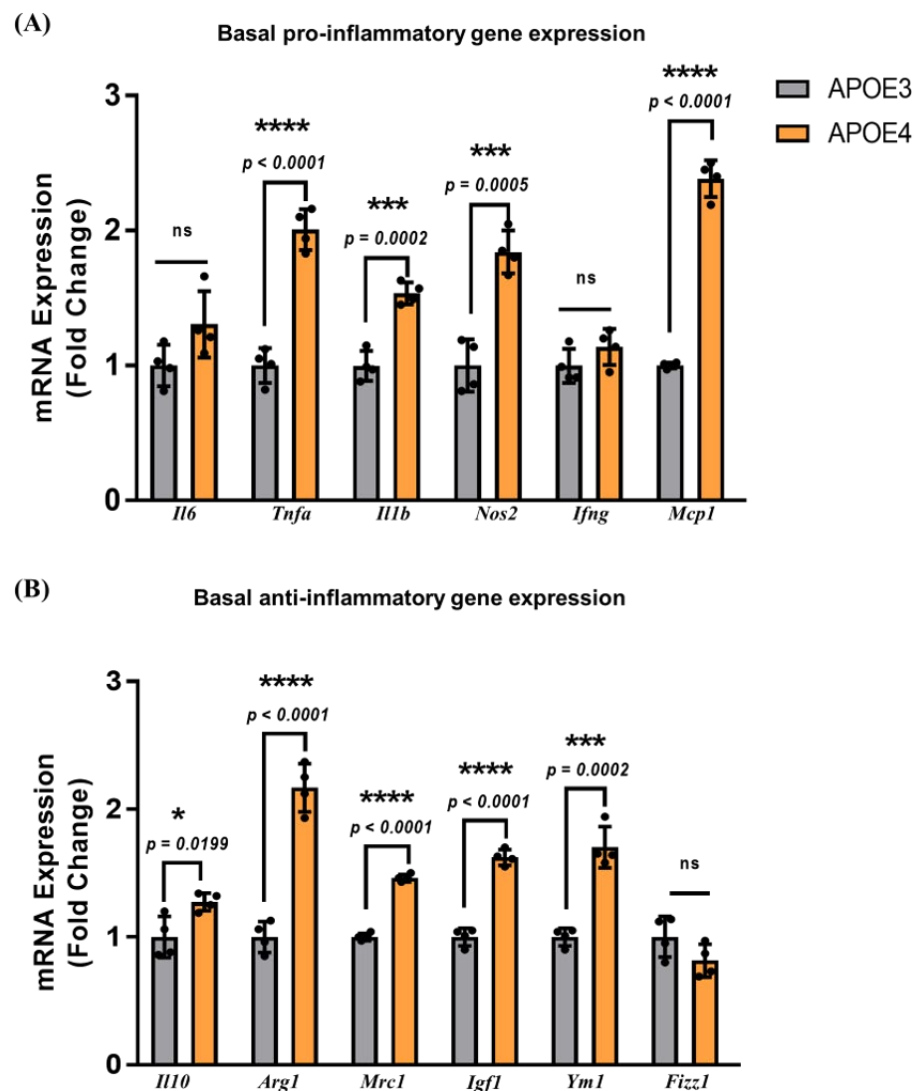 (A)
Basal pro-inflammatory gene expression
APOE3
APOE4
mRNA Expression
(Fold Change)
3
2
1
0
ns
****
p < 0.0001
***
p = 0.0002
***
p = 0.0005
ns
****
p < 0.0001
Il6 Tnfa Il1b Nos2 Ifng Mcp1
(B)
Basal anti-inflammatory gene expression
mRNA Expression
(Fold Change)
3
2
1
0
*
p = 0.0199
****
p < 0.0001
****
p < 0.0001
****
p < 0.0001
***
p = 0.0002
ns
Il10 Arg1 Mrc1 Igf1 Ym1 Fizz1